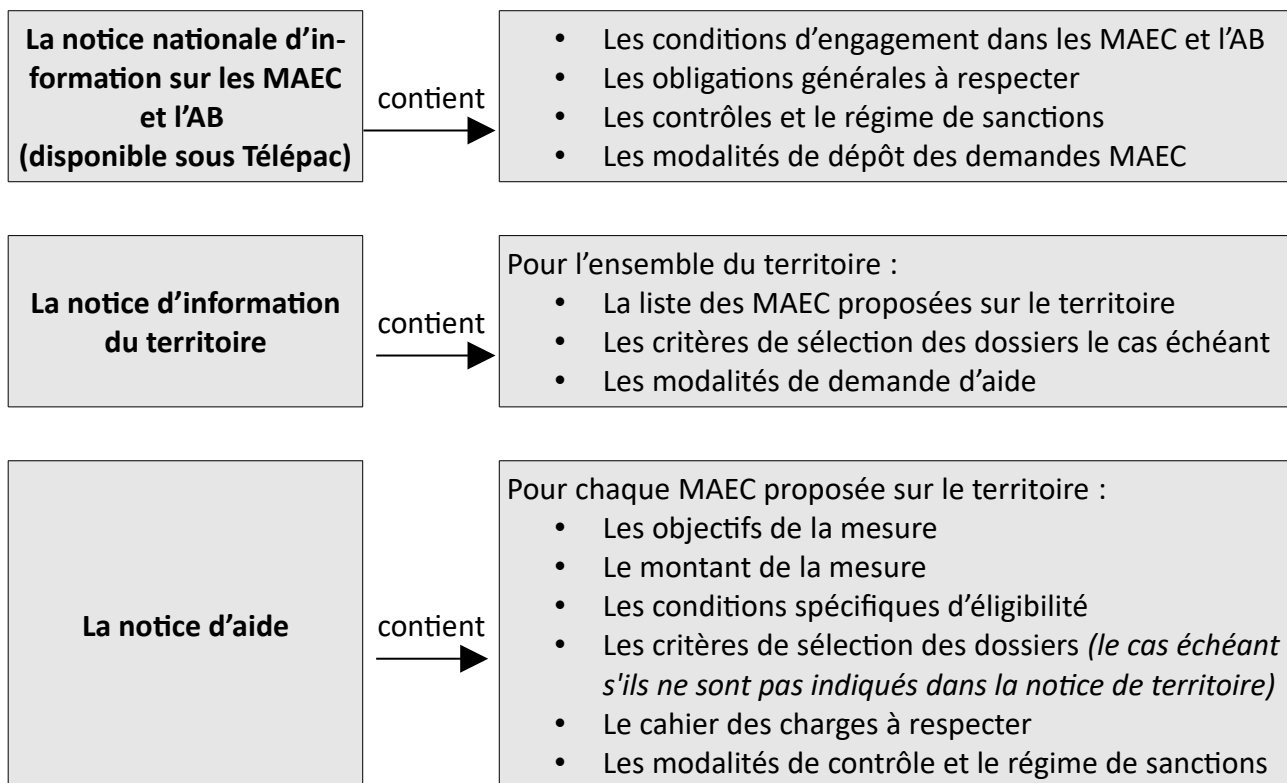 La notice nationale d’in-
formation sur les MAEC
et l’AB
(disponible sous Télépac)
contient
• Les conditions d’engagement dans les MAEC et l’AB
• Les obligations générales à respecter
• Les contrôles et le régime de sanctions
• Les modalités de dépôt des demandes MAEC
La notice d’information
du territoire
contient
Pour l’ensemble du territoire :
• La liste des MAEC proposées sur le territoire
• Les critères de sélection des dossiers le cas échéant
• Les modalités de demande d’aide
La notice d’aide
contient
Pour chaque MAEC proposée sur le territoire :
• Les objectifs de la mesure
• Le montant de la mesure
• Les conditions spécifiques d’éligibilité
• Les critères de sélection des dossiers (le cas échéant
s'ils ne sont pas indiqués dans la notice de territoire)
• Le cahier des charges à respecter
• Les modalités de contrôle et le régime de sanctions